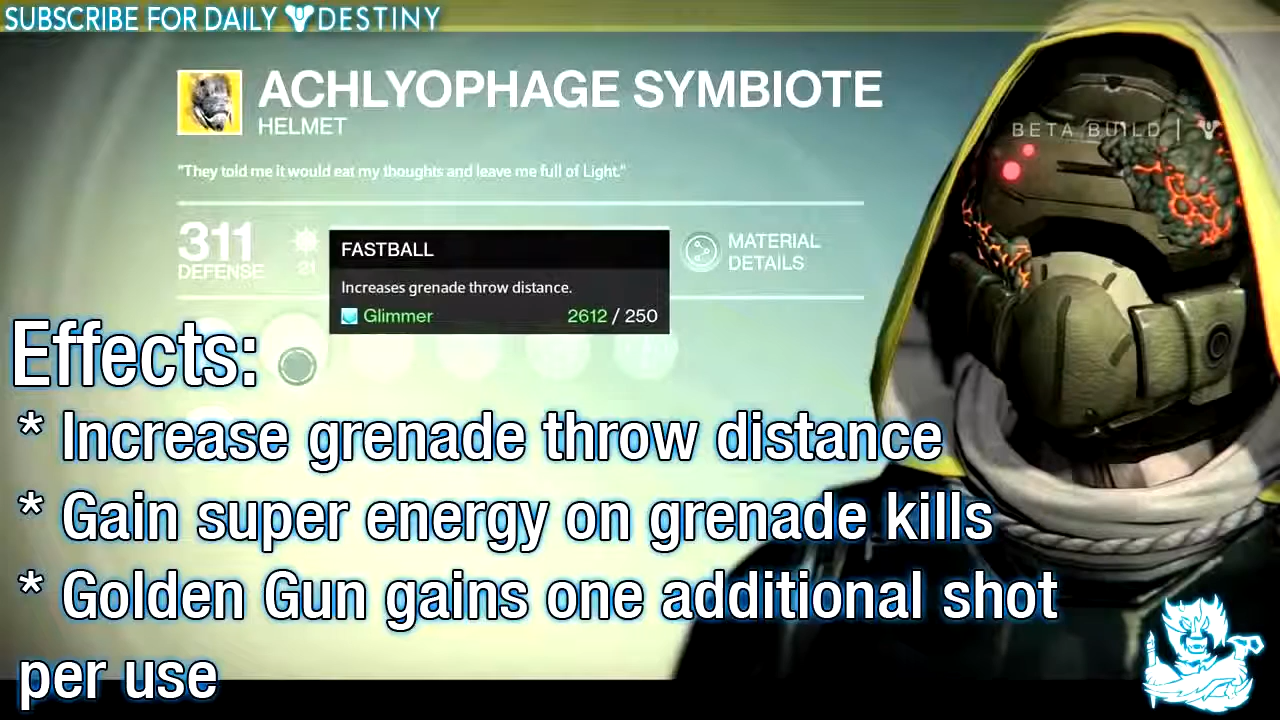 SUBSCRIBE FOR DAILY DESTINY
ACHLYOPHAGE SYMBIOTE
HELMET
"They told me it would eat my thoughts and leave me full of Light."
BETA BUILD |
311
DEFENSE
21
FASTBALL
Increases grenade throw distance.
Glimmer 2612 / 250
MATERIAL
DETAILS
Effects:
* Increase grenade throw distance
* Gain super energy on grenade kills
* Golden Gun gains one additional shot
per use